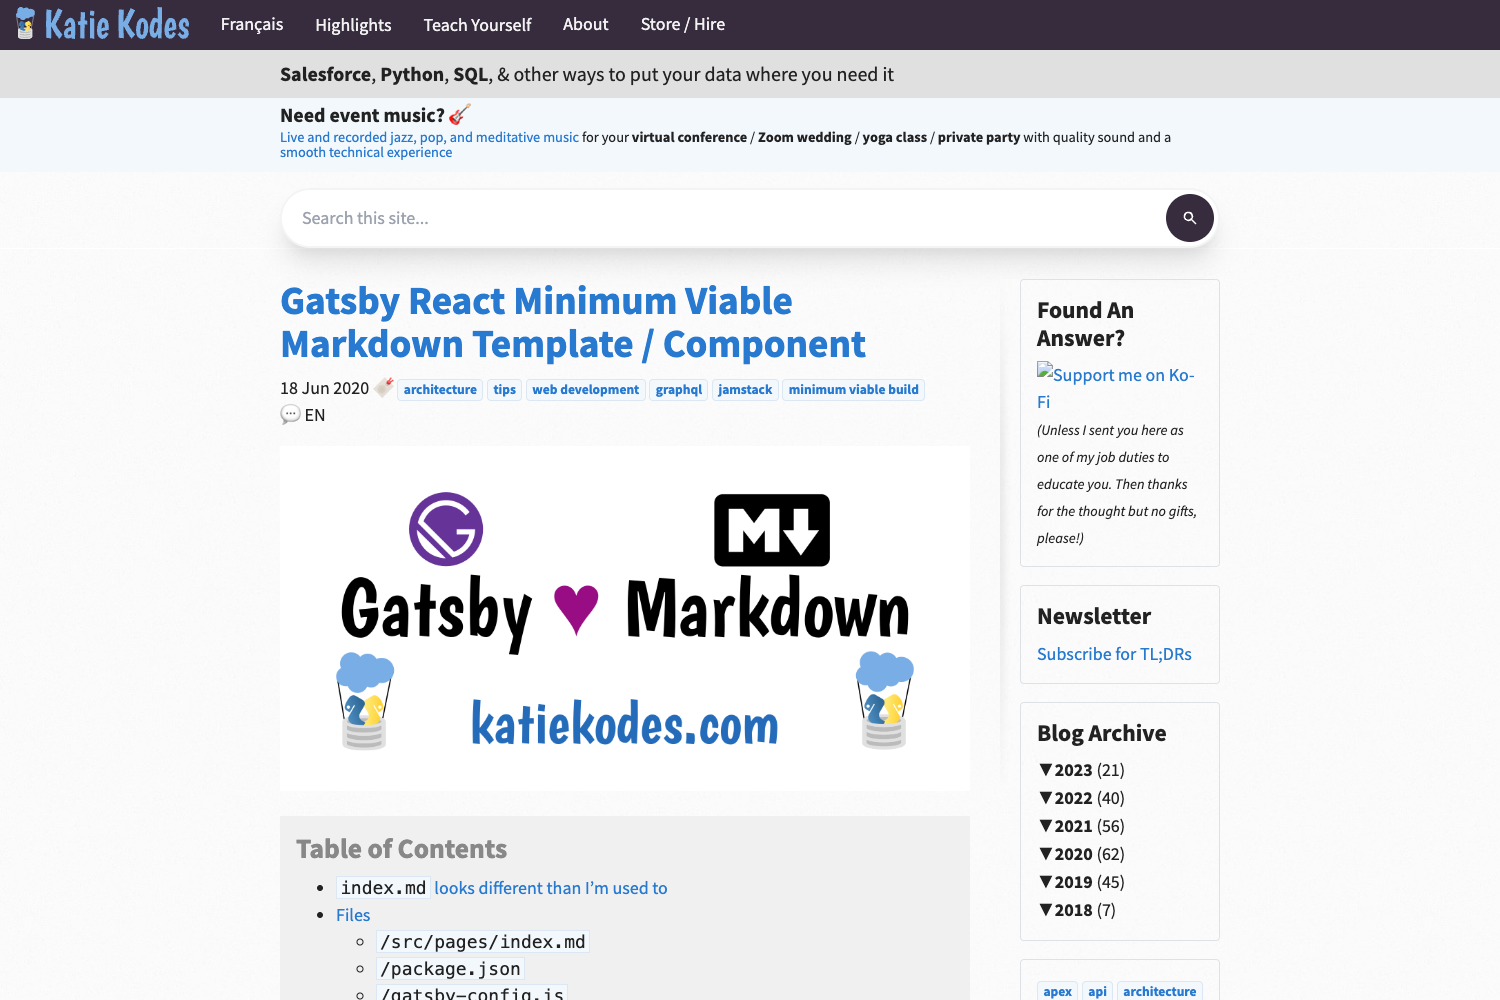 Katie Kodes
Français
Highlights
Teach Yourself
About
Store / Hire
Salesforce, Python, SQL, & other ways to put your data where you need it
Need event music? 🎸
Live and recorded jazz, pop, and meditative music for your virtual conference / Zoom wedding / yoga class / private party with quality sound and a
smooth technical experience
Search this site...
Gatsby React Minimum Viable
Markdown Template / Component
18 Jun 2020 architecture tips web development graphql jamstack minimum viable build
EN
Gatsby ♥ Markdown
katiekodes.com
Table of Contents
index.md looks different than I’m used to
Files
/src/pages/index.md
/package.json
/gatsby-config.js
Found An
Answer?
Support me on Ko-
Fi
(Unless I sent you here as
one of my job duties to
educate you. Then thanks
for the thought but no gifts,
please!)
Newsletter
Subscribe for TL;DRs
Blog Archive
▼2023 (21)
▼2022 (40)
▼2021 (56)
▼2020 (62)
▼2019 (45)
▼2018 (7)
apex api architecture